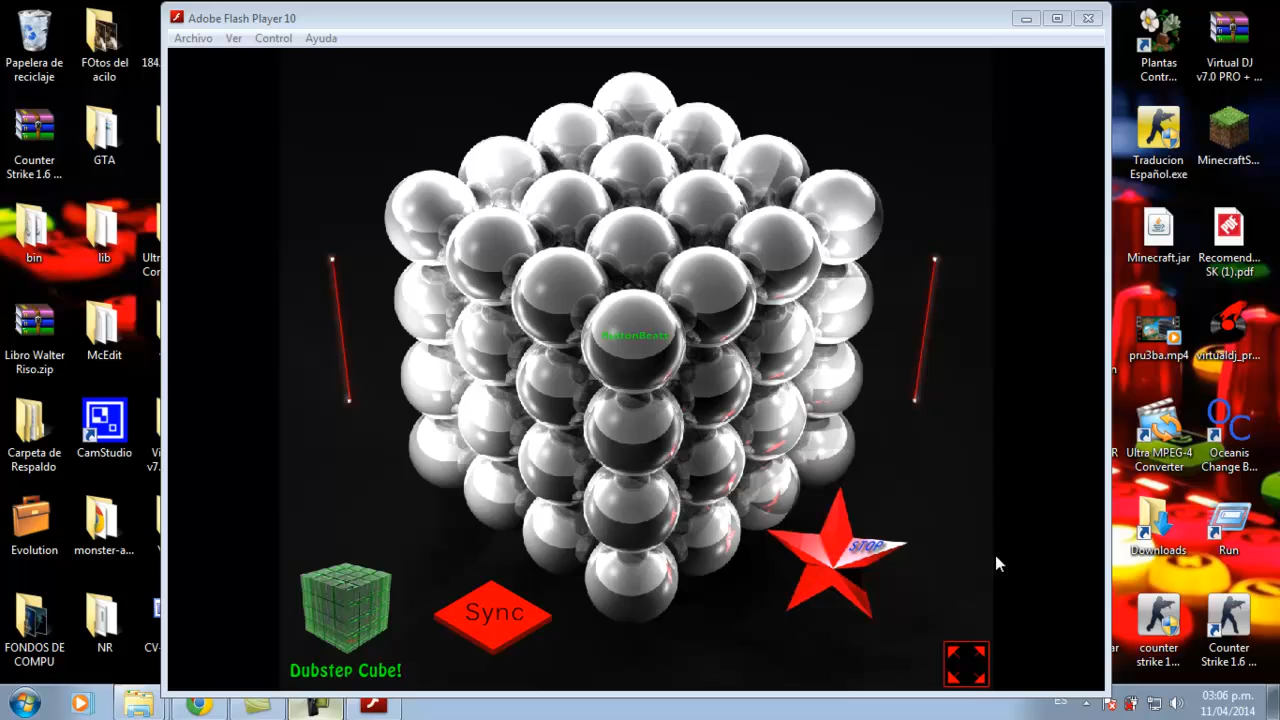 Adobe Flash Player 10
Archivo Ver Control Ayuda
Papelera de
reciclaje
FOtos del
acilo
184.
Counter
Strike 1.6 ...
GTA
bin
lib
Libro Walter
Riso.zip
McEdit
Carpeta de
Respaldo
CamStudio
Evolution
monster-a...
FONDOS DE
COMPU
NR
CV-
STOP
Sync
Dubstep Cube!
Plantas
Contr...
Virtual DJ
v7.0 PRO + ...
Traduccion
Español.exe
MinecraftS...
Minecraft.jar
Recomend...
SK (1).pdf
pru3ba.mp4
virtualdj_pr...
Ultra MPEG-4
Converter
Oceanis
Change B...
Downloads
Run
counter
strike 1...
Counter
Strike 1.6 ...
ES
03:06 p.m.
11/04/2014